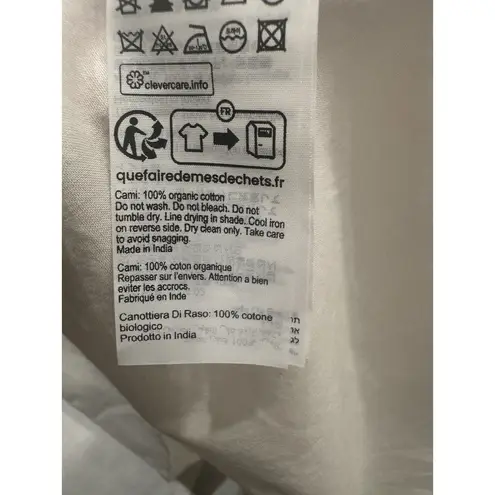 clevercare.info
FR
quefairedemesdechets.fr
Cami: 100% organic cotton
Do not wash. Do not bleach. Do not
tumble dry. Line drying in shade. Cool iron
on reverse side. Dry clean only. Take care
to avoid snagging.
Made in India
Cami: 100% coton organique
Repasser sur l'envers. Attention a bien
eviter les accrocs.
Fabriqué en Inde
Canottiera Di Raso: 100% cotone
biologico
Prodotto in India